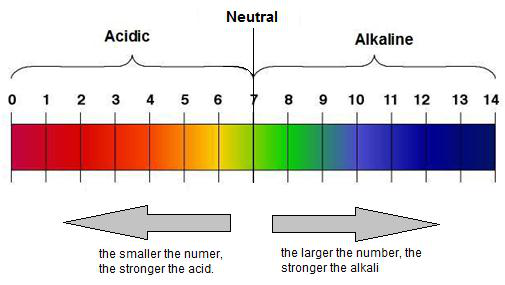 Neutral
Acidic
Alkaline
0 1 2 3 4 5 6 7 8 9 10 11 12 13 14
the smaller the numer,
the stronger the acid.
the larger the number, the
stronger the alkali